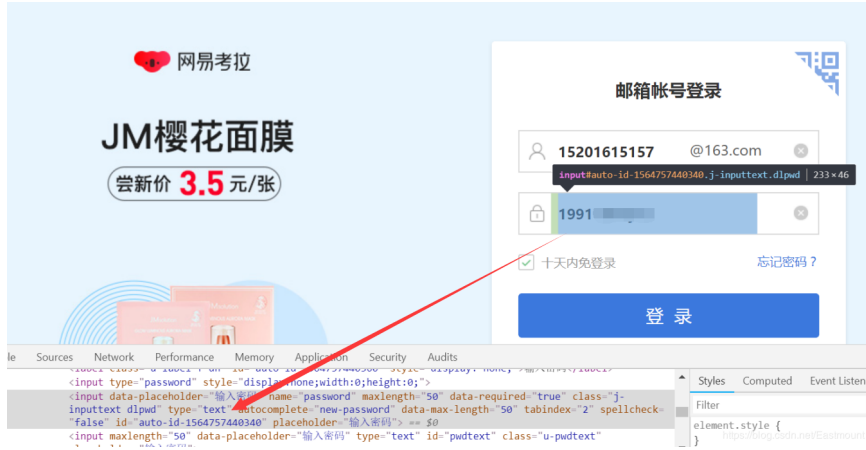 网易考拉
JM樱花面膜
尝新价 3.5 元/张
邮箱帐号登录
15201615157 @163.com
input#auto-id-1564757440340.j-inputtext.dlpwd | 233×46
1991
十天内免登录 忘记密码？
登 录
Sources Network Performance Memory Application Security Audits
<input type="password" style="display:none;width:0;height:0;">
<input data-placeholder="输入密码" name="password" maxlength="50" data-required="true" class="j-
inputtext dlpwd" type="text" autocomplete="new-password" data-max-length="50" tabindex="2" spellcheck=
"false" id="auto-id-1564757440340" placeholder="输入密码"> == $0
<input maxlength="50" data-placeholder="输入密码" type="text" id="pwdtext" class="u-pwdtext"
Styles Computed Event Listen
Filter
element.style {
}
https://blog.csdn.net/Eastmount